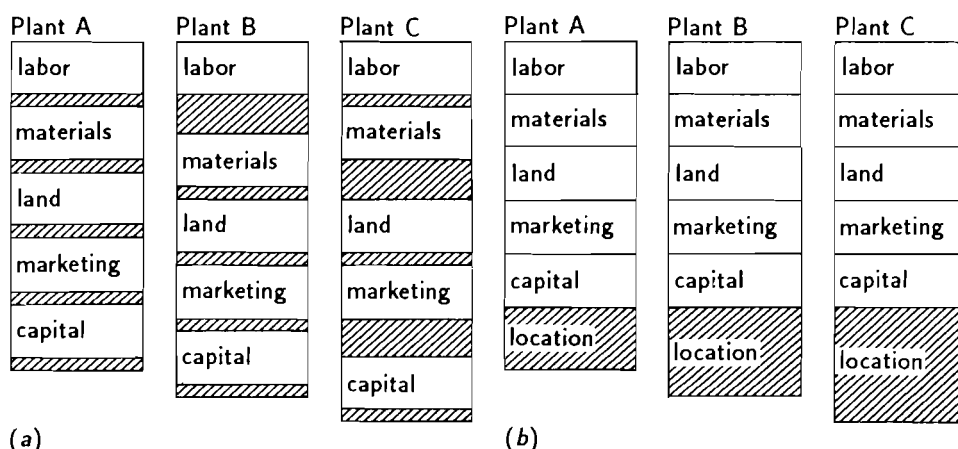 Plant A
labor
materials
land
marketing
capital
Plant B
labor
materials
land
marketing
capital
Plant C
labor
materials
land
marketing
capital
(a)
Plant A
labor
materials
land
marketing
capital
location
Plant B
labor
materials
land
marketing
capital
location
Plant C
labor
materials
land
marketing
capital
location
(b)